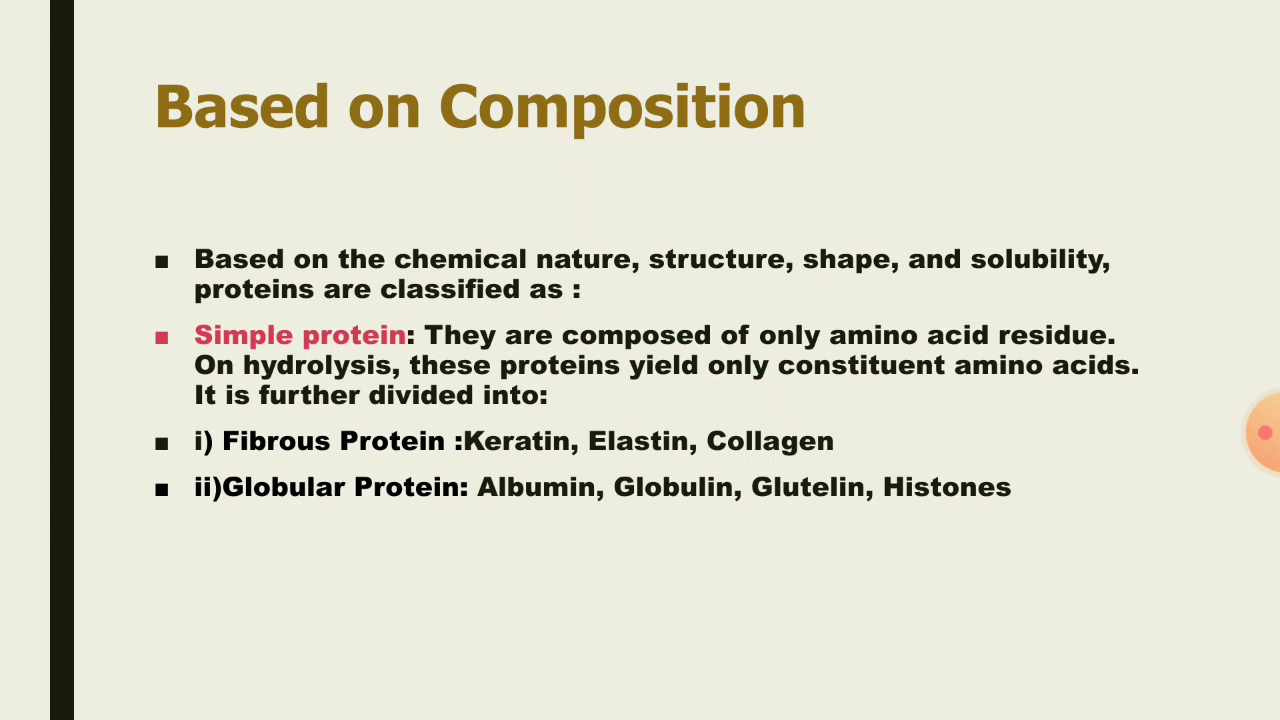 Based on Composition
■ Based on the chemical nature, structure, shape, and solubility,
proteins are classified as :
■ Simple protein: They are composed of only amino acid residue.
On hydrolysis, these proteins yield only constituent amino acids.
It is further divided into:
■ i) Fibrous Protein :Keratin, Elastin, Collagen
■ ii)Globular Protein: Albumin, Globulin, Glutelin, Histones